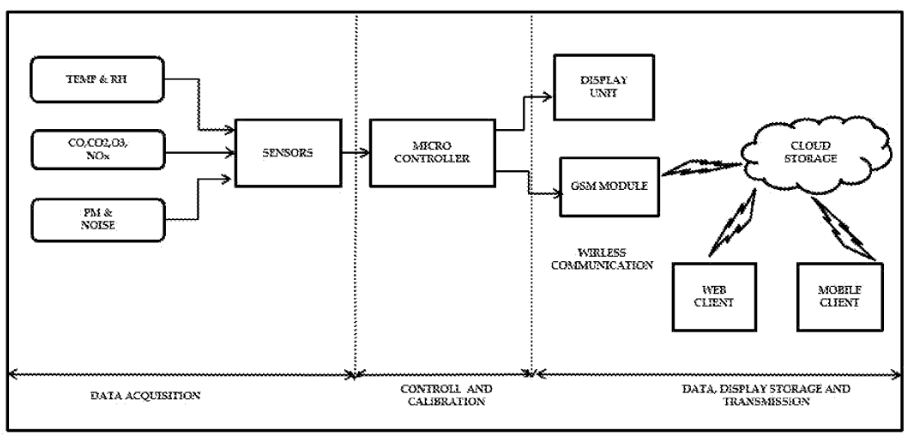 TEMP & RH
CO,CO2,O3,
NOx
PM &
NOISE
SENSORS
MICRO
CONTROLLER
DISPLAY
UNIT
GSM MODULE
CLOUD
STORAGE
WIRLESS
COMMUNICATION
WEB
CLIENT
MOBILE
CLIENT
DATA ACQUISITION
CONTROLL AND
CALIBRATION
DATA, DISPLAY STORAGE AND
TRANSMISSION